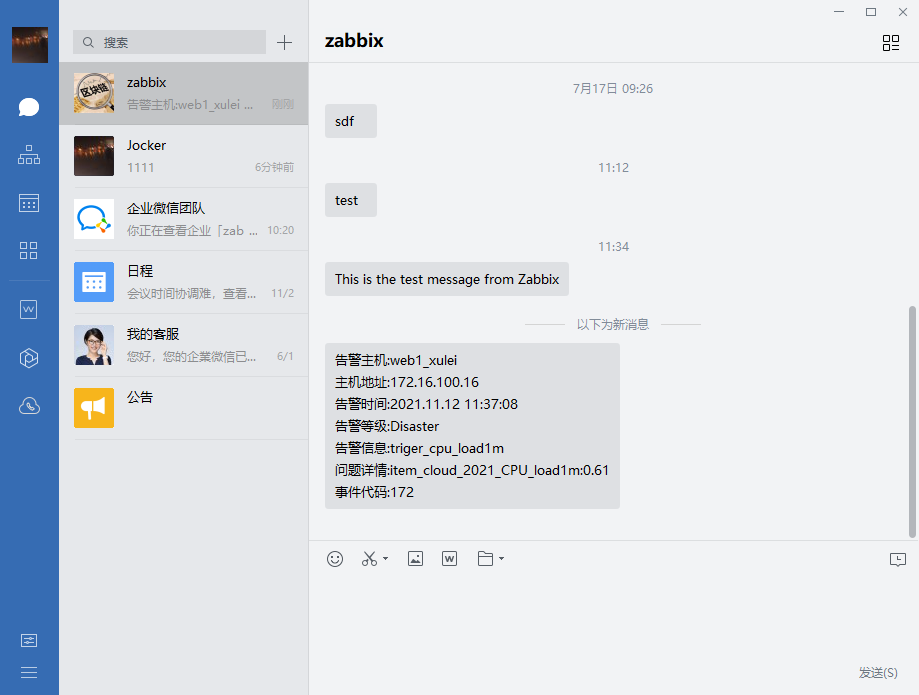 搜索
zabbix
区块链
告警主机:web1_xulei ...
刚刚
Jocker
1111
6分钟前
企业微信团队
你正在查看企业「zab ...
10:20
日程
会议时间协调难，查看...
11/2
我的客服
您好，您的企業微信已...
6/1
公告
zabbix
7月17日 09:26
sdf
11:12
test
11:34
This is the test message from Zabbix
以下为新消息
告警主机:web1_xulei
主机地址:172.16.100.16
告警时间:2021.11.12 11:37:08
告警等级:Disaster
告警信息:triger_cpu_load1m
问题详情:item_cloud_2021_CPU_load1m:0.61
事件代码:172
发送(S)